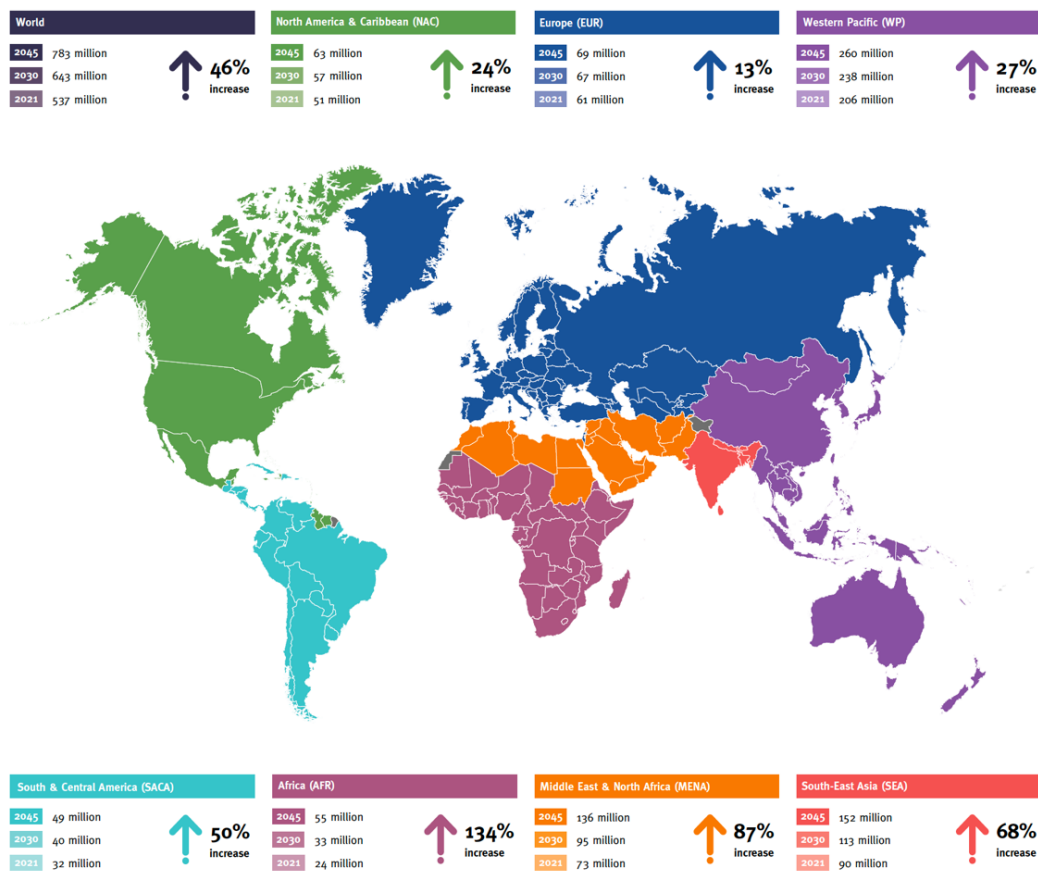 World
2045 783 million
2030 643 million
2021 537 million
46%
increase
North America & Caribbean (NAC)
2045 63 million
2030 57 million
2021 51 million
24%
increase
Europe (EUR)
2045 69 million
2030 67 million
2021 61 million
13%
increase
Western Pacific (WP)
2045 260 million
2030 238 million
2021 206 million
27%
increase
South & Central America (SACA)
2045 49 million
2030 40 million
2021 32 million
50%
increase
Africa (AFR)
2045 55 million
2030 33 million
2021 24 million
134%
increase
Middle East & North Africa (MENA)
2045 136 million
2030 95 million
2021 73 million
87%
increase
South-East Asia (SEA)
2045 152 million
2030 113 million
2021 90 million
68%
increase